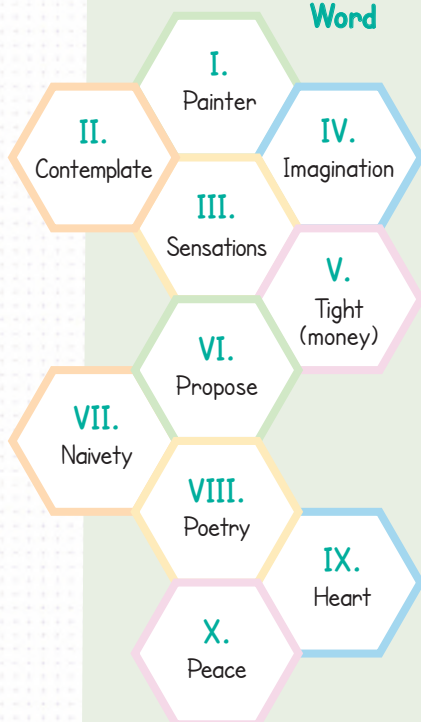 Word
I.
Painter
II.
Contemplate
III.
Sensations
IV.
Imagination
V.
Tight
(money)
VI.
Propose
VII.
Naivety
VIII.
Poetry
IX.
Heart
X.
Peace